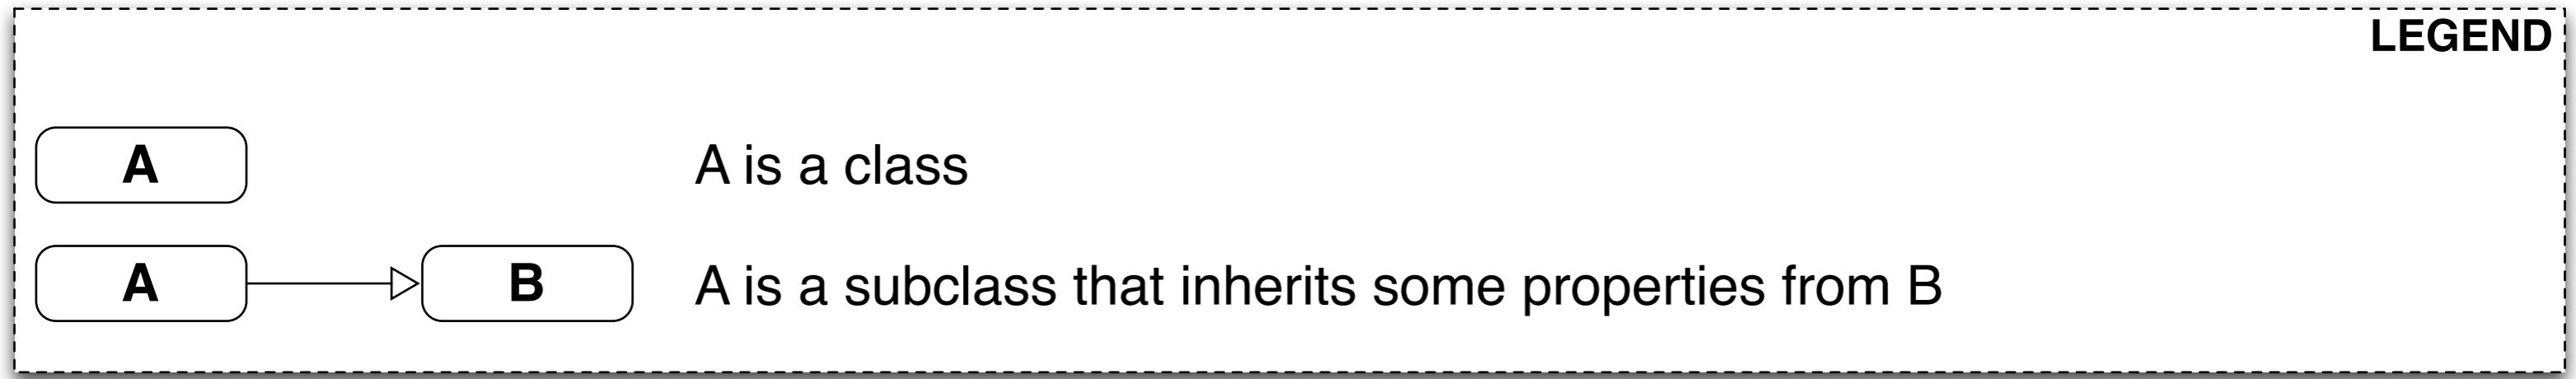 LEGEND
A
A is a class
A
B
A is a subclass that inherits some properties from B